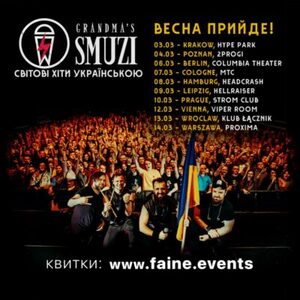 GRANDMA'S
SMUZI
СВІТОВІ ХІТИ УКРАЇНСЬКОЮ
ВЕСНА ПРИЙДЕ!
03.03 - KRAKOW, HYPE PARK
04.03 - POZNAN, 2PROGI
06.03 - BERLIN, COLUMBIA THEATER
07.03 - COLOGNE, MTC
08.03 - HAMBURG, HEADCRASH
09.03 - LEIPZIG, HELLRAISER
10.03 - PRAGUE, STROM CLUB
12.03 - VIENNA, VIPER ROOM
13.03 - WROCLAW, KLUB ŁĄCZNIK
14.03 - WARSZAWA, PROXIMA
КВИТКИ: www.faine.events